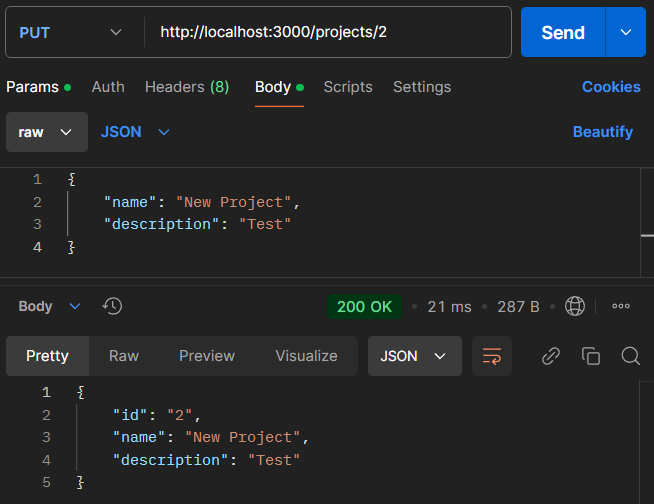 PUT http://localhost:3000/projects/2 Send
Params Auth Headers (8) Body Scripts Settings Cookies
raw JSON Beautify
1 {
2 "name": "New Project",
3 "description": "Test"
4 }
Body 200 OK 21 ms 287 B
Pretty Raw Preview Visualize JSON
1 {
2 "id": "2",
3 "name": "New Project",
4 "description": "Test"
5 }